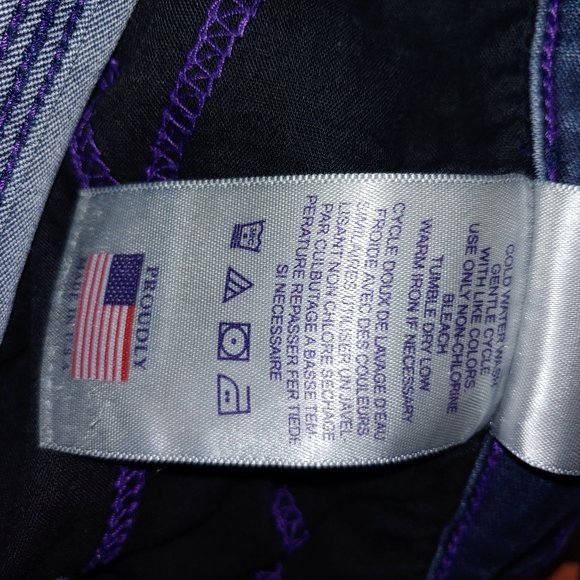 COLD WATER WASH
GENTLE CYCLE
WITH LIKE COLORS
USE ONLY NON-CHLORINE
BLEACH
TUMBLE DRY LOW
WARM IRON IF NECESSARY
CYCLE DOUX DE LAVAGE D'EAU
FROIDE AVEC DES COULEURS
SIMILAIRES/UTILISER UN JAVEL-
LISANT NON CHLORE SECHAGE
PAR CULBUTAGE A BASSE TEM-
PERATURE REPASSER FER TIEDE
SI NECESSAIRE
PROUDLY
MADE IN U.S.A